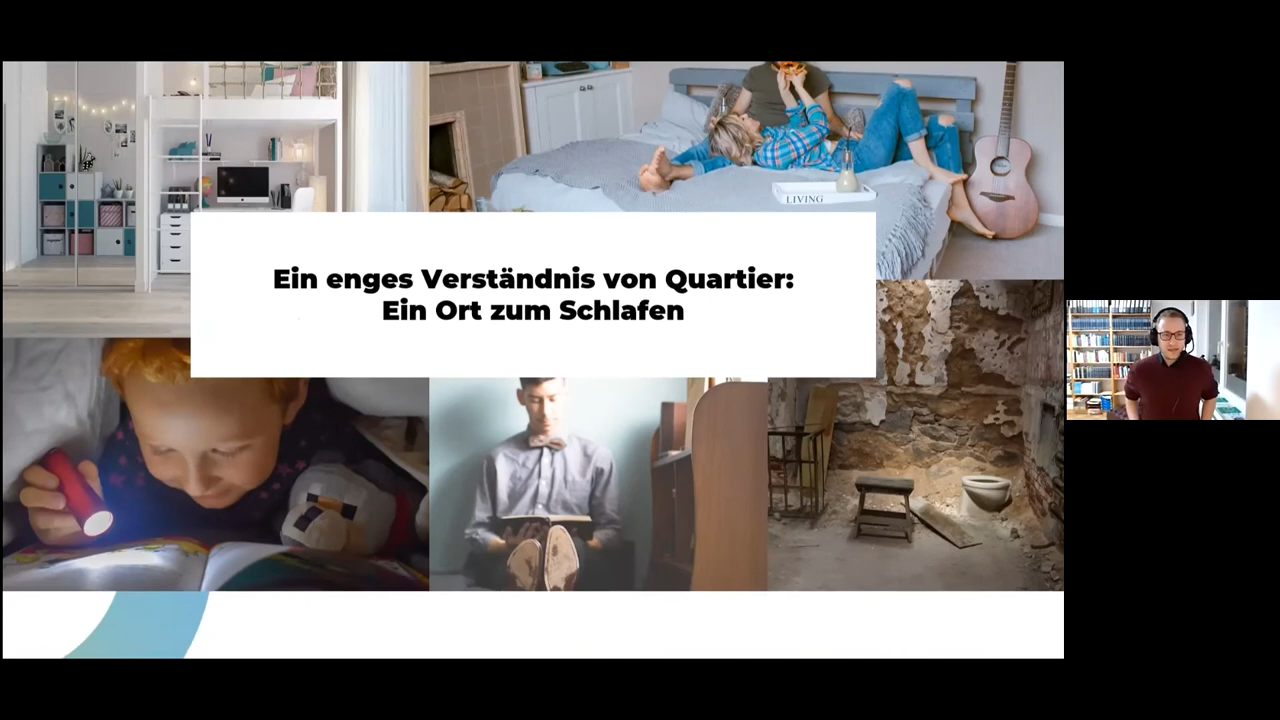 LIVING
Ein enges Verständnis von Quartier:
Ein Ort zum Schlafen